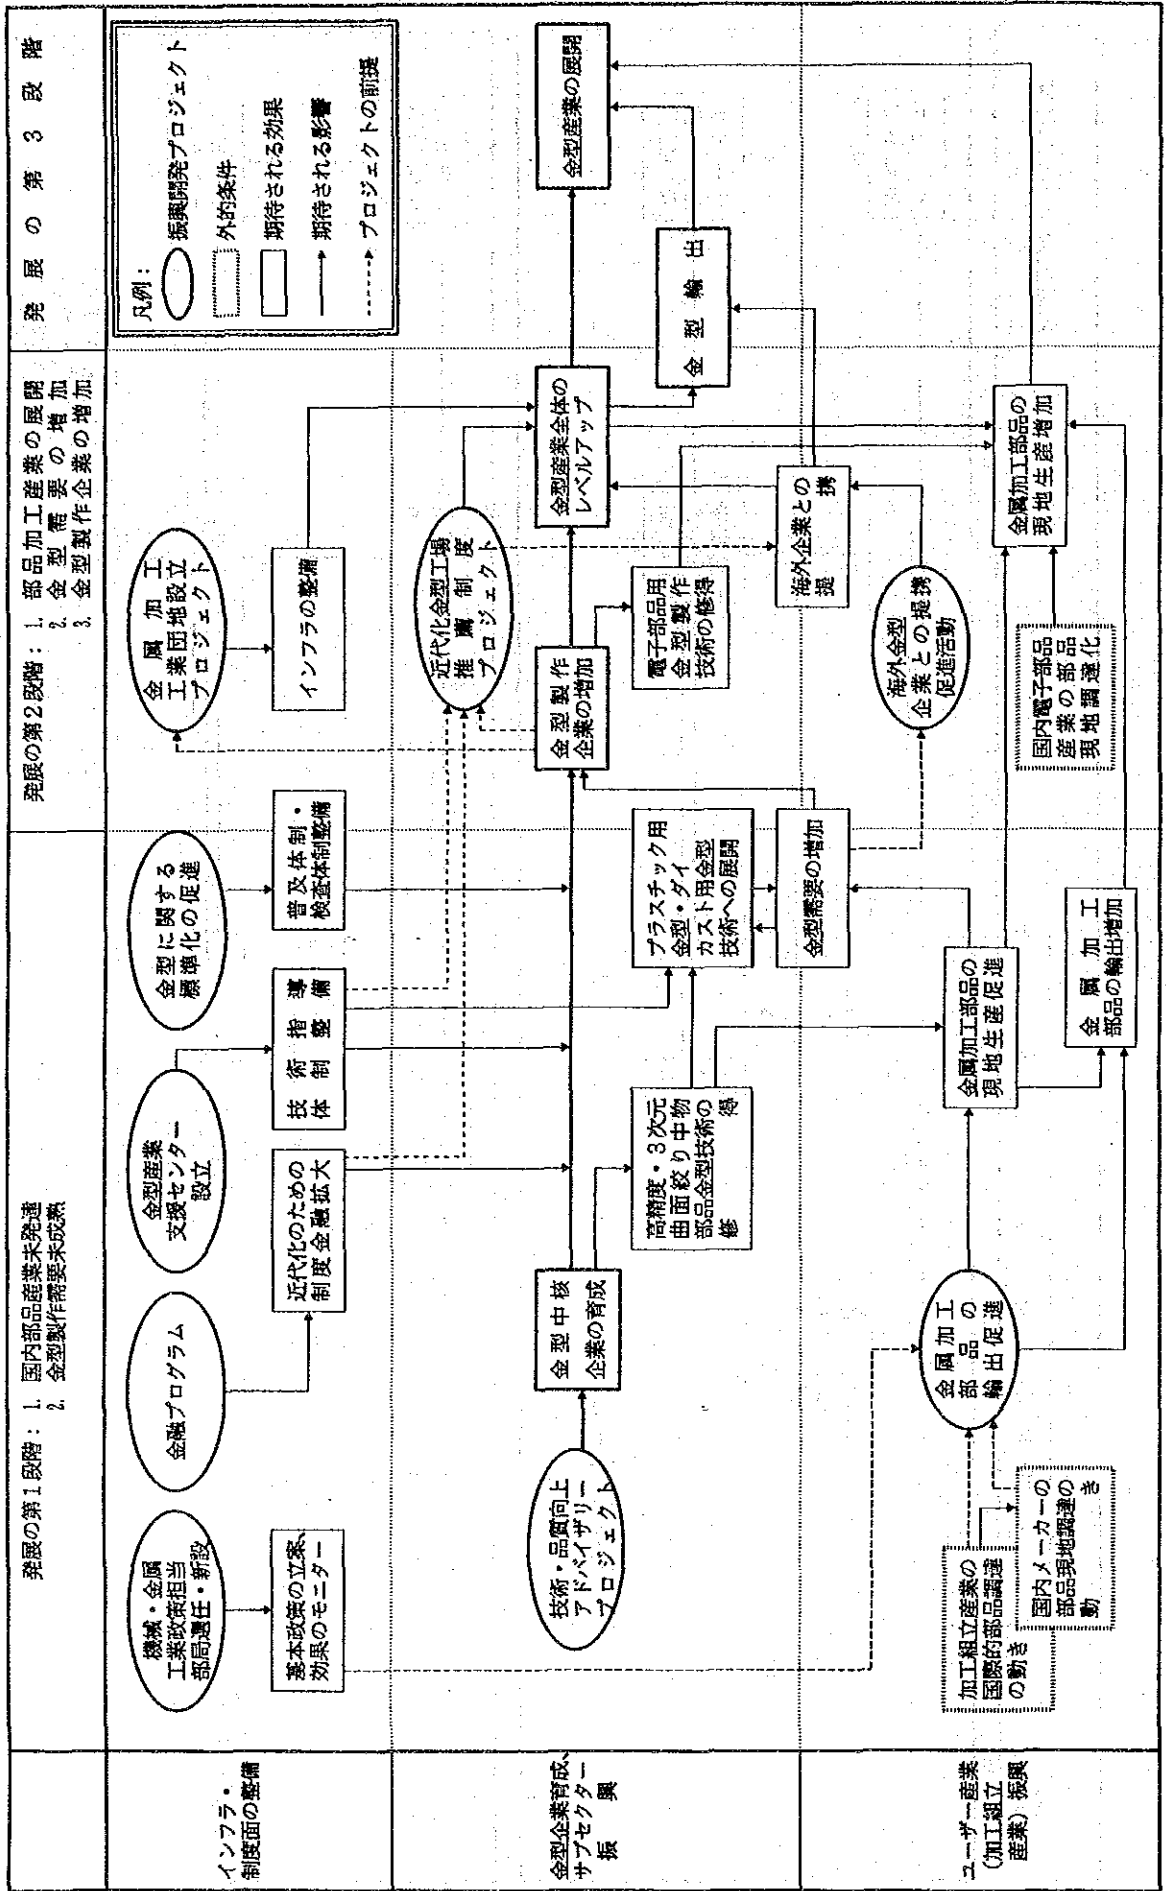 発展の第1段階： 1. 国内部品産業未発達
2. 金型製作需要未成熟
発展の第2段階： 1. 部品加工産業の展開
2. 金型需要の増加
3. 金型製作企業の増加
発展の第3段階
インフラ・
制度面の整備
機械・金属
工業政策担当
部局選任・新設
金融プログラム
金型産業
支援センター
設立
金型に関する
標準化の促進
金属加工
工業団地設立
プロジェクト
基本政策の立案、
効果のモニター
近代化のための
制度金融拡大
技術指導
体制整備
普及体制・
検査体制整備
インフラの整備
凡例：
振興開発プロジェクト
外的条件
期待される効果
期待される影響
プロジェクトの前提
金型企業育成、
サブセクター
振興
技術・品質向上
アドバイザリー
プロジェクト
金型中核
企業の育成
高精度・3次元
曲面絞り中物
部品金型技術の
修得
プラスチック用
金型・ダイ
カスト用金型
技術への展開
金型製作
企業の増加
近代化金型工場
推薦制度
プロジェクト
電子部品用
金型製作
技術の修得
金型産業全体の
レベルアップ
金型輸出
金型産業の展開
ユーザー産業
(加工組立
産業) 振興
加工組立産業の
国際的部品調達
の動き
国内メーカーの
部品現地調達の
動き
金属加工
部品の
輸出促進
金属加工部品の
現地生産促進
金属加工
部品の輸出増加
金型需要の増加
海外金型
企業との提携
促進活動
海外企業との
提携
国内電子部品
産業の部品
現地調達化
金属加工部品の
現地生産増加